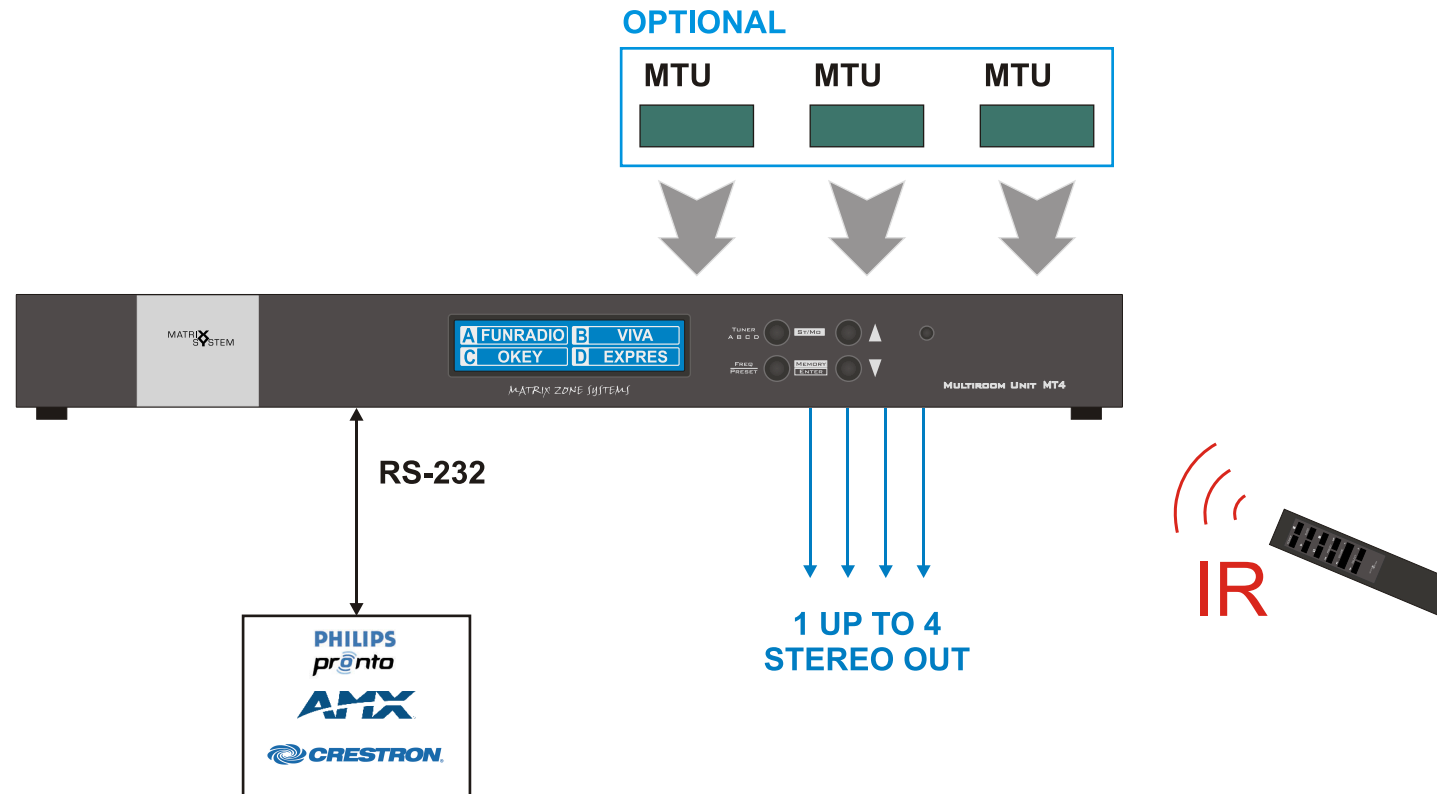 OPTIONAL
MTU MTU MTU
MATRIX SYSTEM
A FUNRADIO B VIVA
C OKEY D EXPRES
MATRIX ZONE SYSTEMS
TUNER
A B C D
ST/MO
FREQ
PRESET
MEMORY
ENTER
MULTIROOM UNIT MT4
RS-232
IR
1 UP TO 4
STEREO OUT
PHILIPS
pronto
AMX
CRESTRON